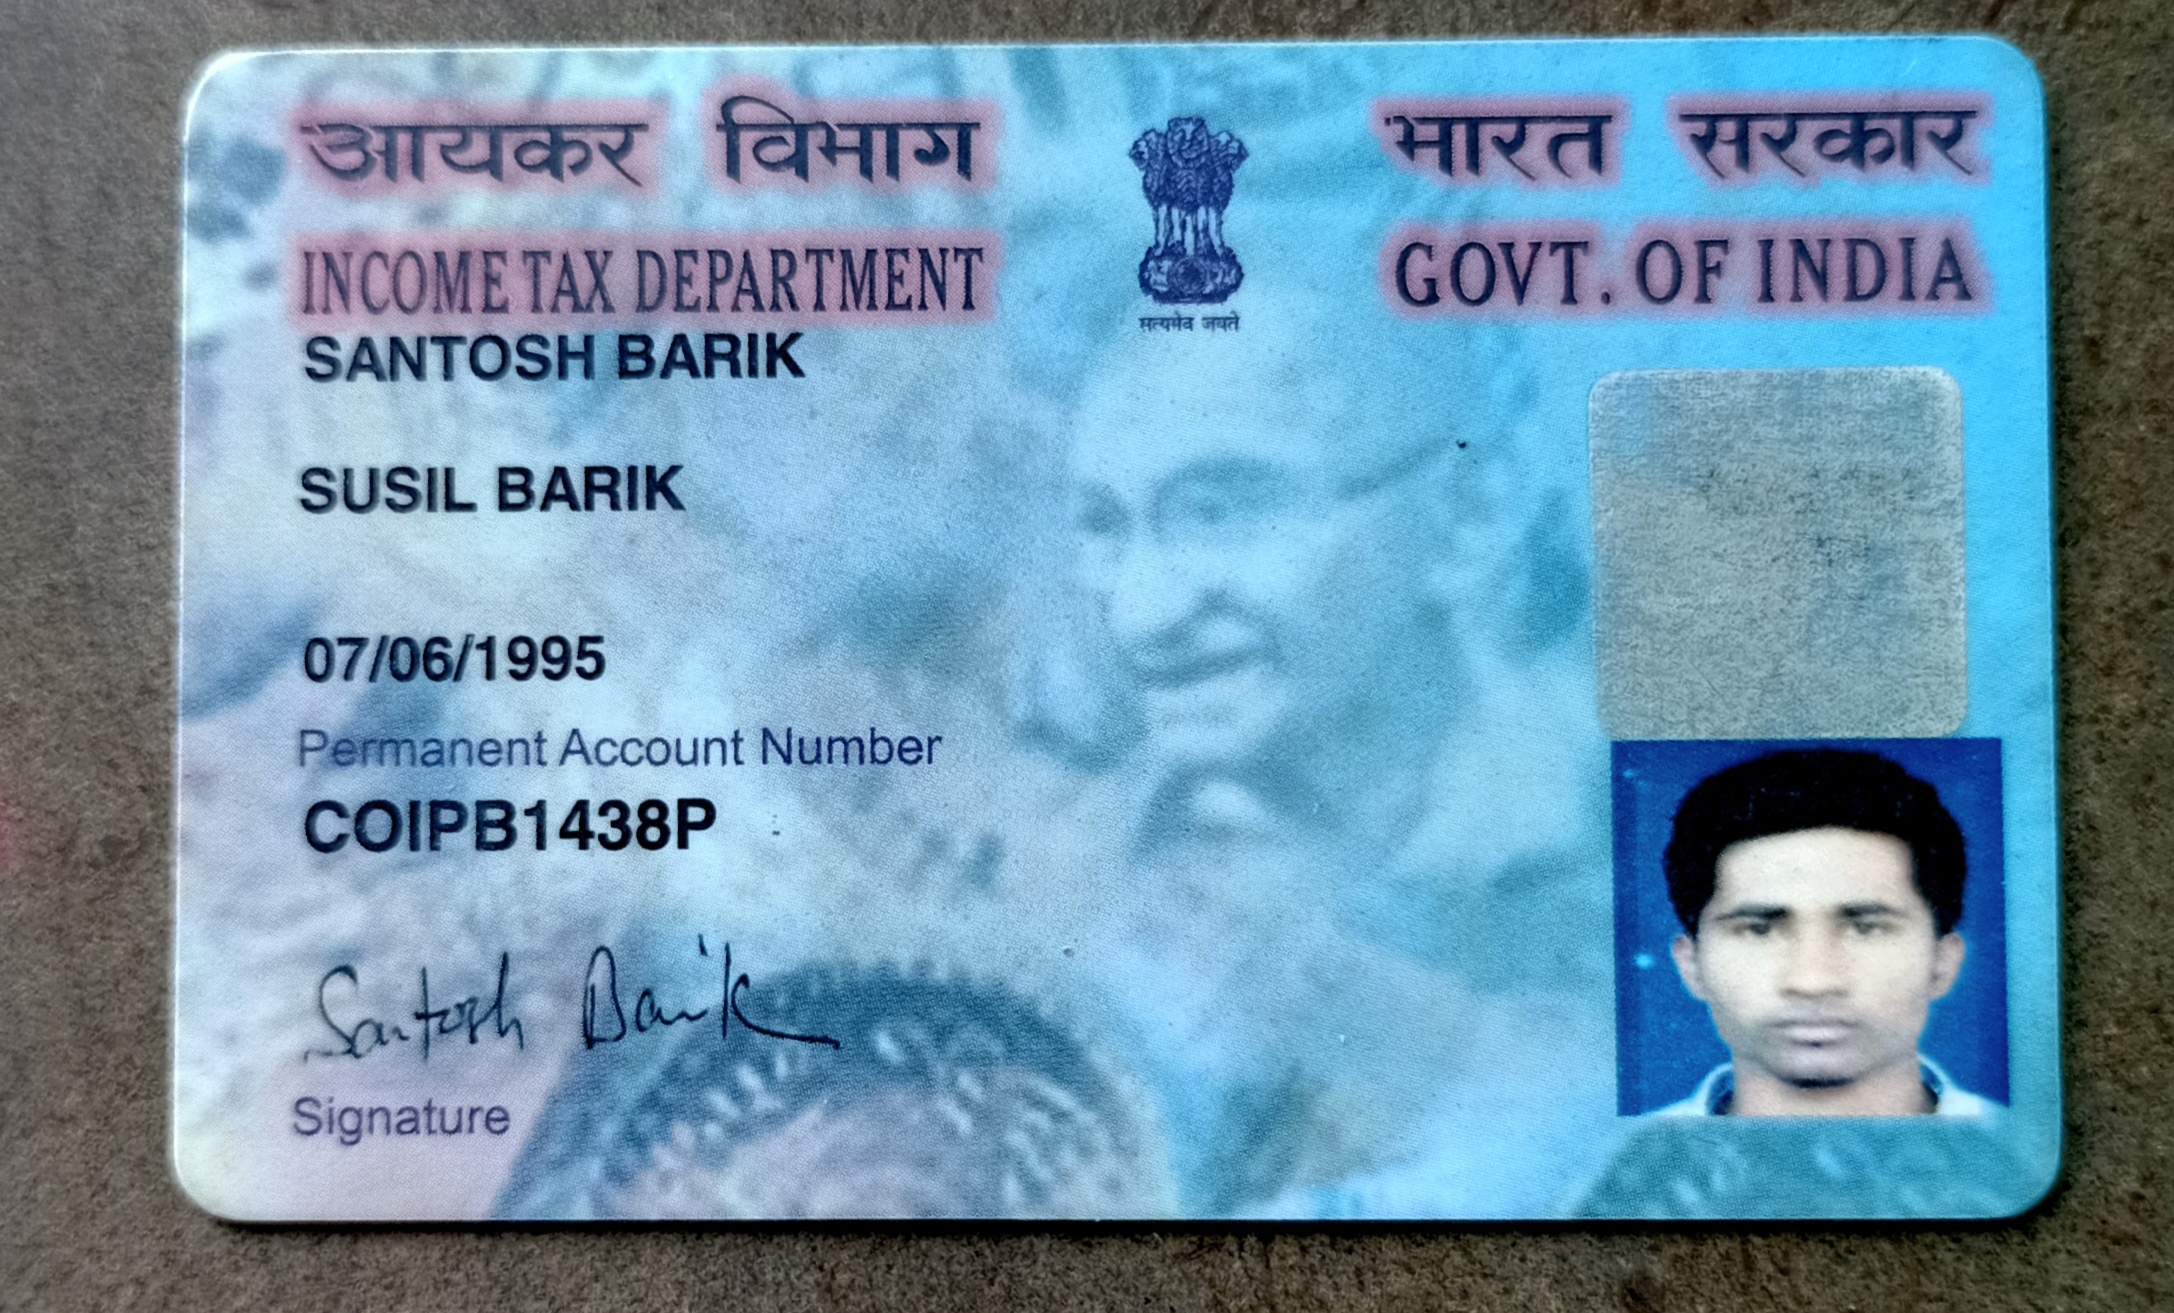 आयकर विभाग
INCOME TAX DEPARTMENT
भारत सरकार
GOVT. OF INDIA
सत्यमेव जयते
SANTOSH BARIK
SUSIL BARIK
07/06/1995
Permanent Account Number
COIPB1438P
Santosh Barik
Signature